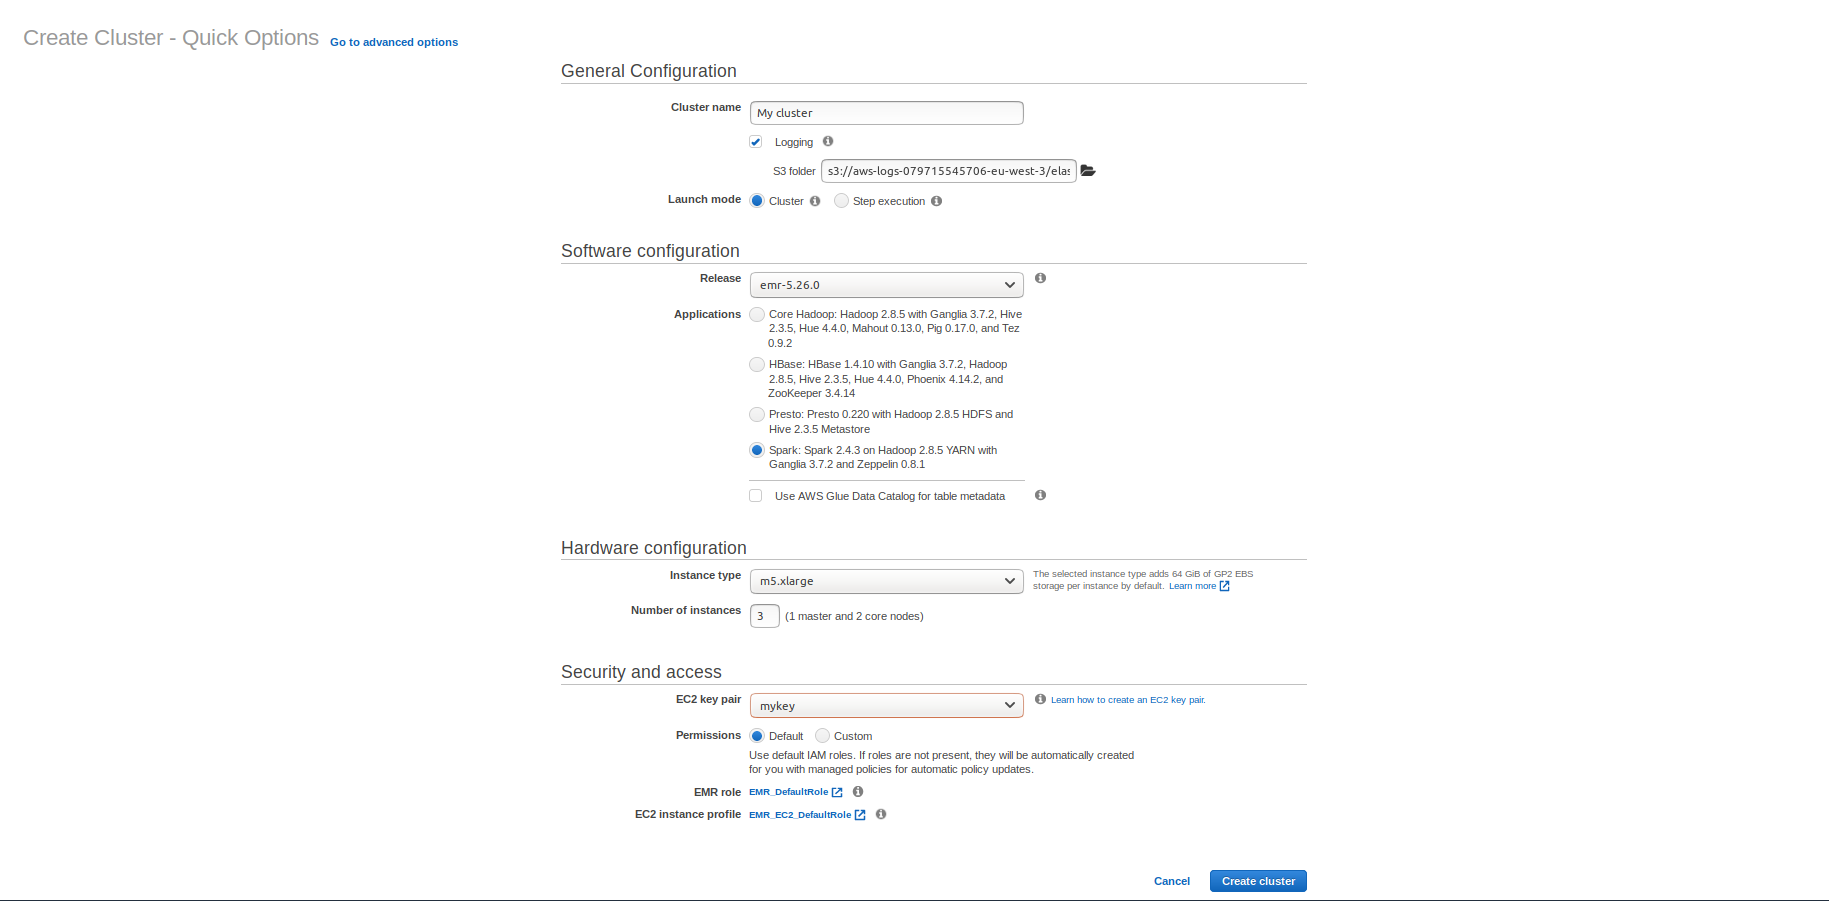 Create Cluster - Quick Options Go to advanced options
General Configuration
Cluster name My cluster
Logging
S3 folder s3://aws-logs-079715545706-eu-west-3/elas
Launch mode Cluster Step execution
Software configuration
Release emr-5.26.0
Applications Core Hadoop: Hadoop 2.8.5 with Ganglia 3.7.2, Hive
2.3.5, Hue 4.4.0, Mahout 0.13.0, Pig 0.17.0, and Tez
0.9.2
HBase: HBase 1.4.10 with Ganglia 3.7.2, Hadoop
2.8.5, Hive 2.3.5, Hue 4.4.0, Phoenix 4.14.2, and
ZooKeeper 3.4.14
Presto: Presto 0.220 with Hadoop 2.8.5 HDFS and
Hive 2.3.5 Metastore
Spark: Spark 2.4.3 on Hadoop 2.8.5 YARN with
Ganglia 3.7.2 and Zeppelin 0.8.1
Use AWS Glue Data Catalog for table metadata
Hardware configuration
Instance type m5.xlarge
The selected instance type adds 64 GiB of GP2 EBS
storage per instance by default. Learn more
Number of instances 3 (1 master and 2 core nodes)
Security and access
EC2 key pair mykey Learn how to create an EC2 key pair.
Permissions Default Custom
Use default IAM roles. If roles are not present, they will be automatically created
for you with managed policies for automatic policy updates.
EMR role EMR_DefaultRole
EC2 instance profile EMR_EC2_DefaultRole
Cancel Create cluster